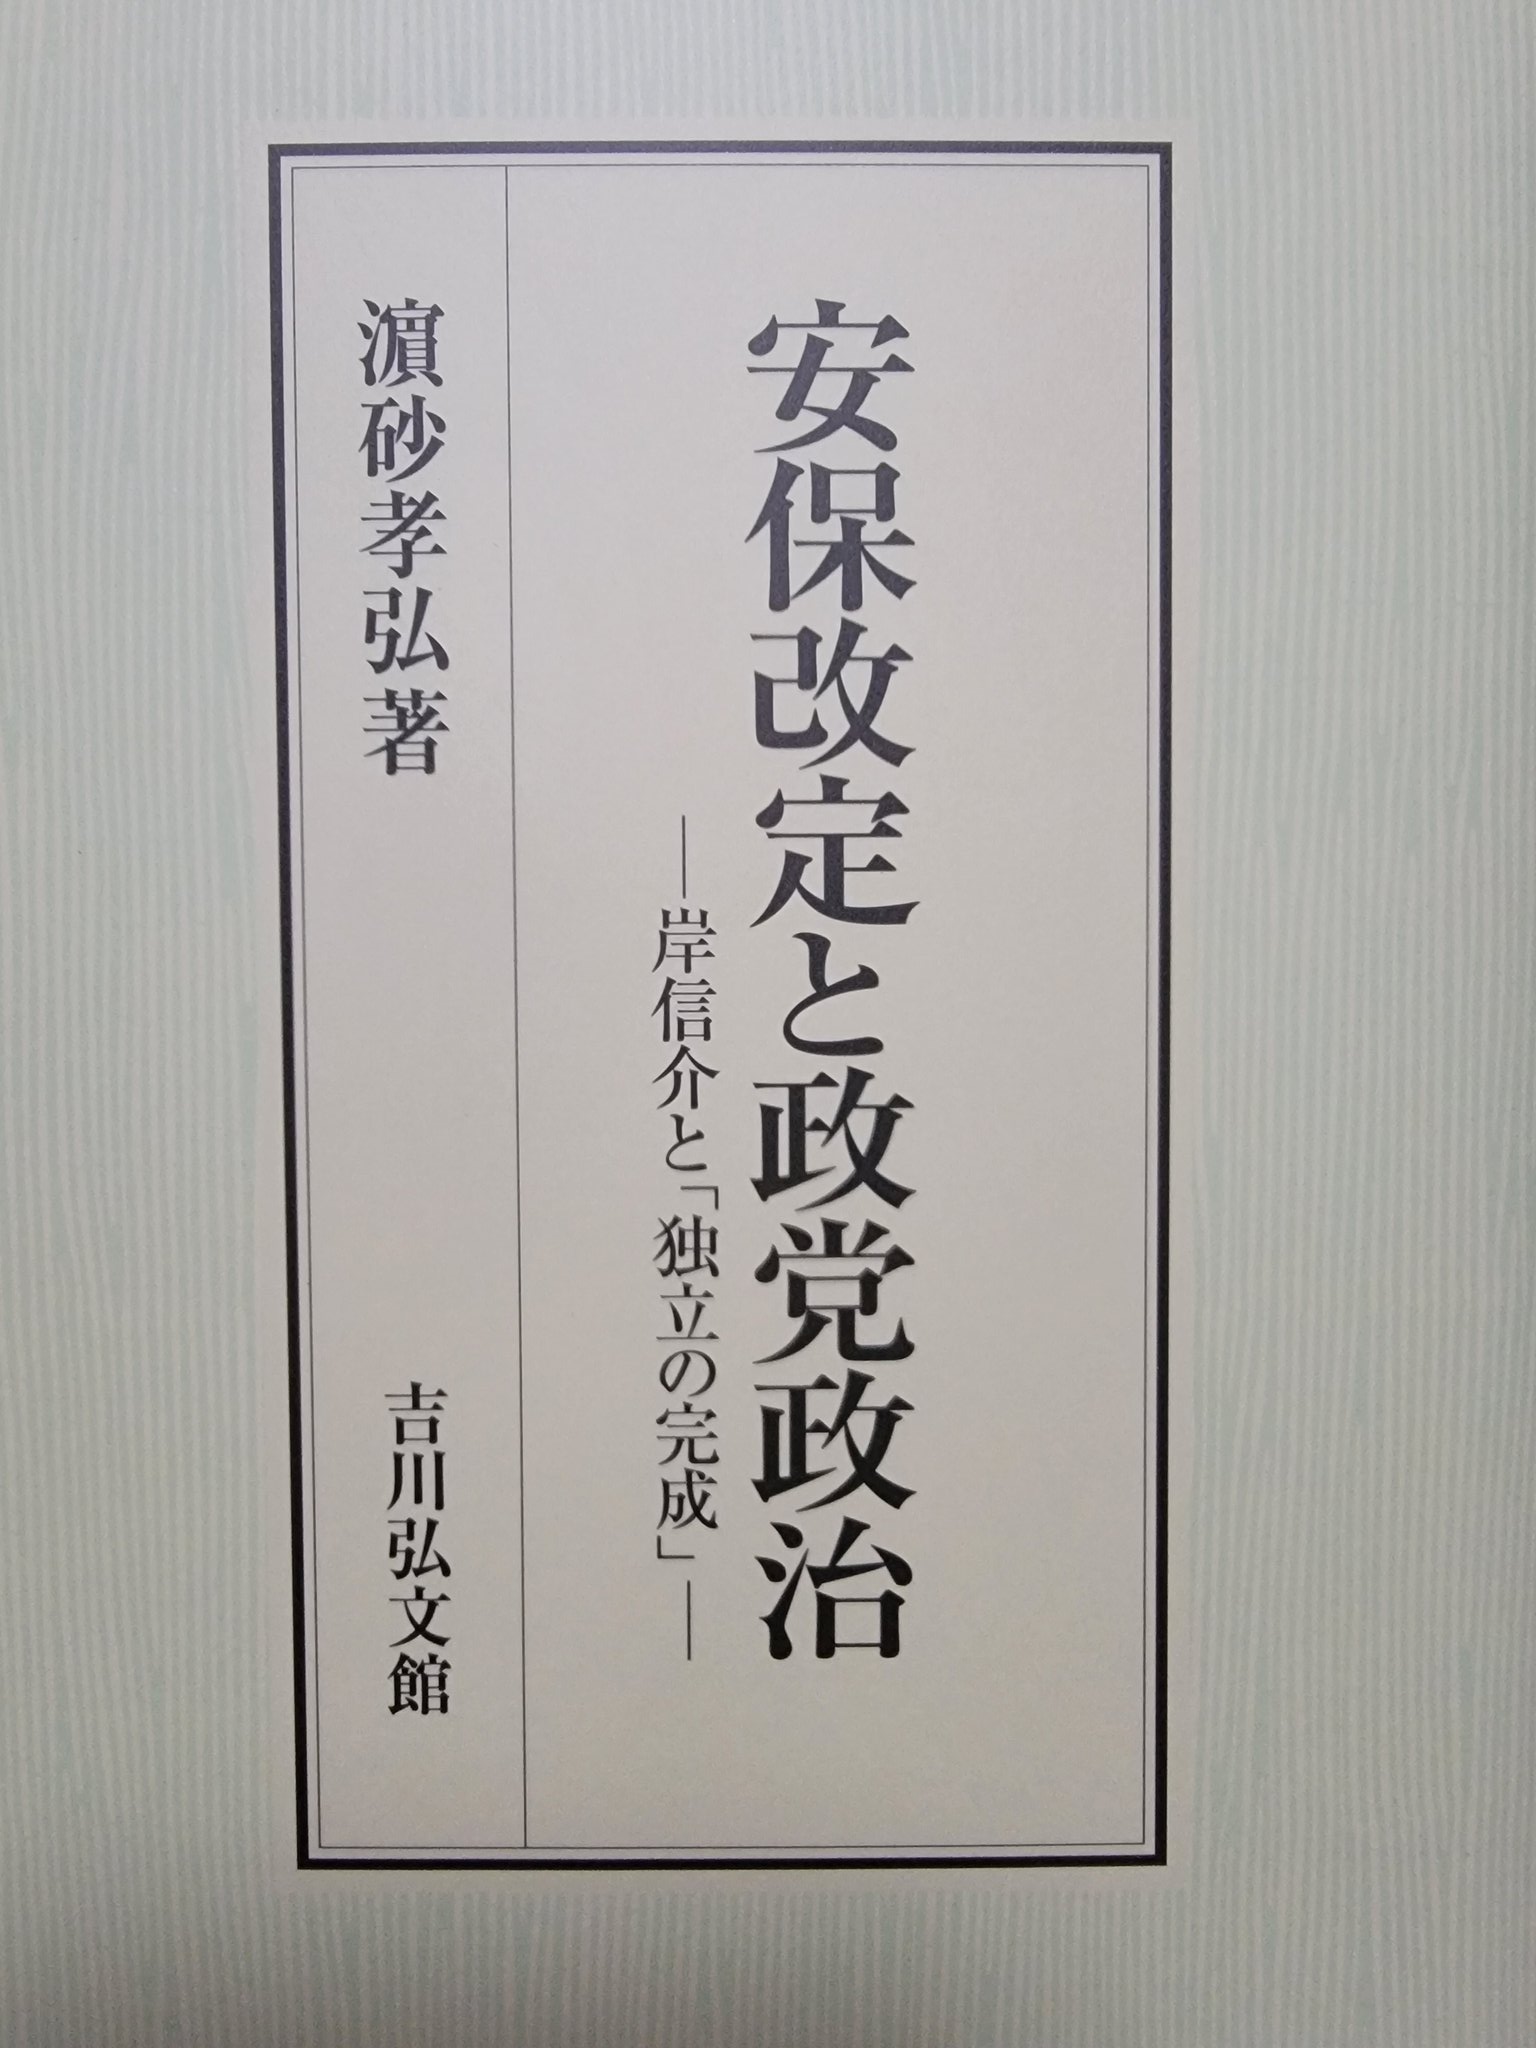 安保改定と政党政治
―岸信介と「独立の完成」―
濵砂孝弘著
吉川弘文館